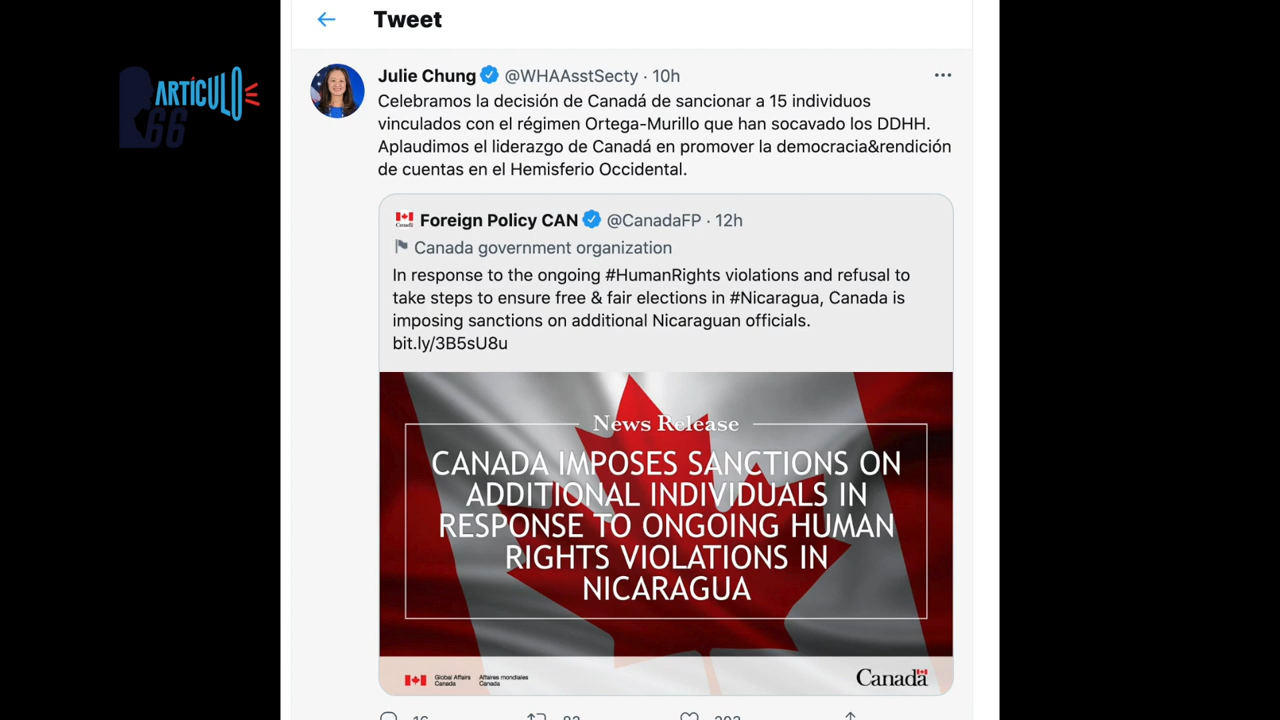 Tweet
ARTÍCULO
66
Julie Chung @WHAAsstSecty · 10h
Celebramos la decisión de Canadá de sancionar a 15 individuos
vinculados con el régimen Ortega-Murillo que han socavado los DDHH.
Aplaudimos el liderazgo de Canadá en promover la democracia&rendición
de cuentas en el Hemisferio Occidental.
Foreign Policy CAN @CanadaFP · 12h
Canada government organization
In response to the ongoing #HumanRights violations and refusal to
take steps to ensure free & fair elections in #Nicaragua, Canada is
imposing sanctions on additional Nicaraguan officials.
bit.ly/3B5sU8u
News Release
CANADA IMPOSES SANCTIONS ON
ADDITIONAL INDIVIDUALS IN
RESPONSE TO ONGOING HUMAN
RIGHTS VIOLATIONS IN
NICARAGUA
Global Affairs Affaires mondiales
Canada Canada
Canada